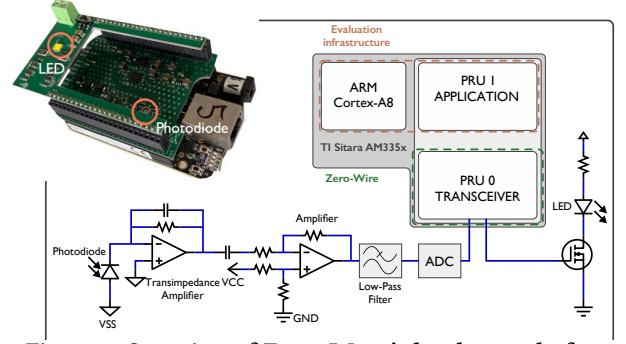 LED
Photodiode
Evaluation
infrastructure
ARM
Cortex-A8
PRU 1
APPLICATION
TI Sitara AM335x
Zero-Wire
PRU 0
TRANSCEIVER
LED
Photodiode
VSS
Transimpedance
Amplifier
VCC
Amplifier
GND
Low-Pass
Filter
ADC